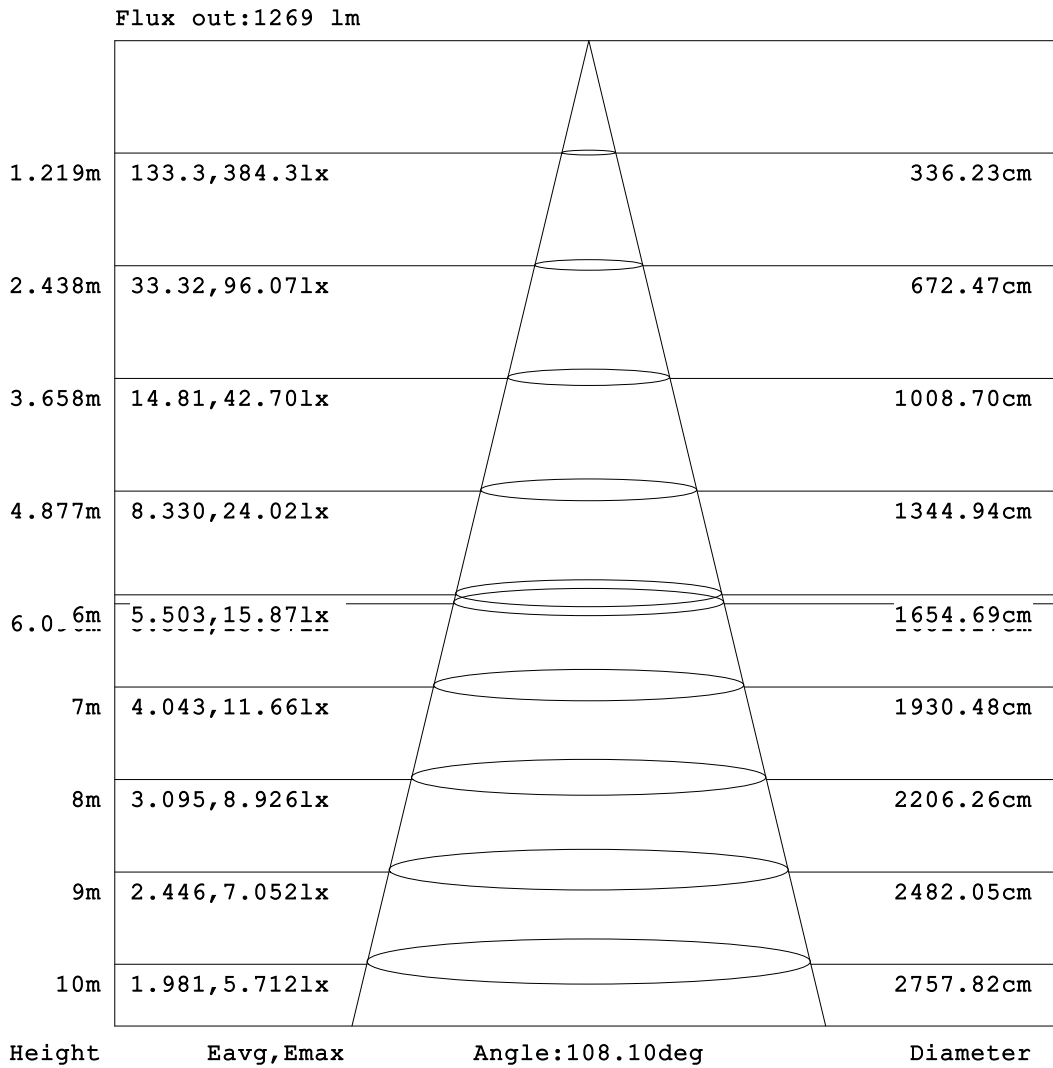 Flux out:1269 lm
1.219m 133.3,384.3lx 336.23cm
2.438m 33.32,96.07lx 672.47cm
3.658m 14.81,42.70lx 1008.70cm
4.877m 8.330,24.02lx 1344.94cm
6m 5.503,15.87lx 1654.69cm
7m 4.043,11.66lx 1930.48cm
8m 3.095,8.926lx 2206.26cm
9m 2.446,7.052lx 2482.05cm
10m 1.981,5.712lx 2757.82cm
Height Eavg,Emax Angle:108.10deg Diameter